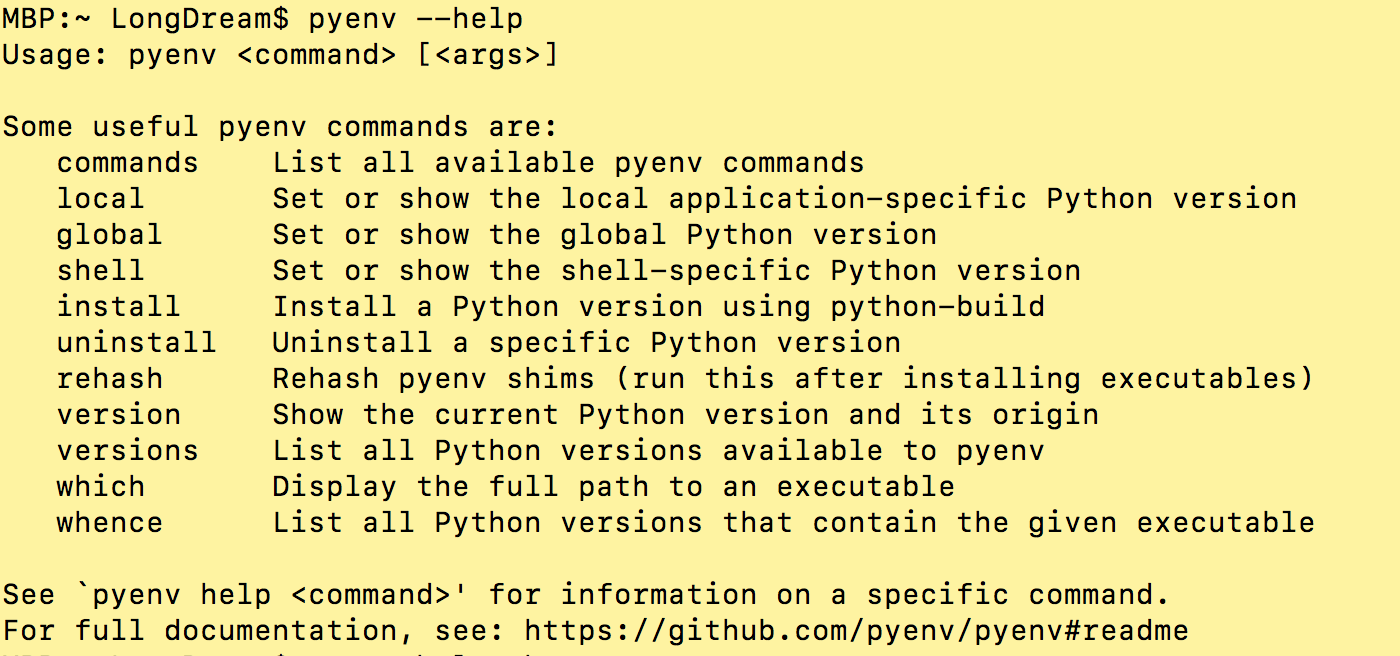 MBP:~ LongDream$ pyenv --help
Usage: pyenv <command> [<args>]
Some useful pyenv commands are:
commands    List all available pyenv commands
local       Set or show the local application-specific Python version
global      Set or show the global Python version
shell       Set or show the shell-specific Python version
install     Install a Python version using python-build
uninstall   Uninstall a specific Python version
rehash      Rehash pyenv shims (run this after installing executables)
version     Show the current Python version and its origin
versions    List all Python versions available to pyenv
which       Display the full path to an executable
whence      List all Python versions that contain the given executable
See `pyenv help <command>' for information on a specific command.
For full documentation, see: https://github.com/pyenv/pyenv#readme